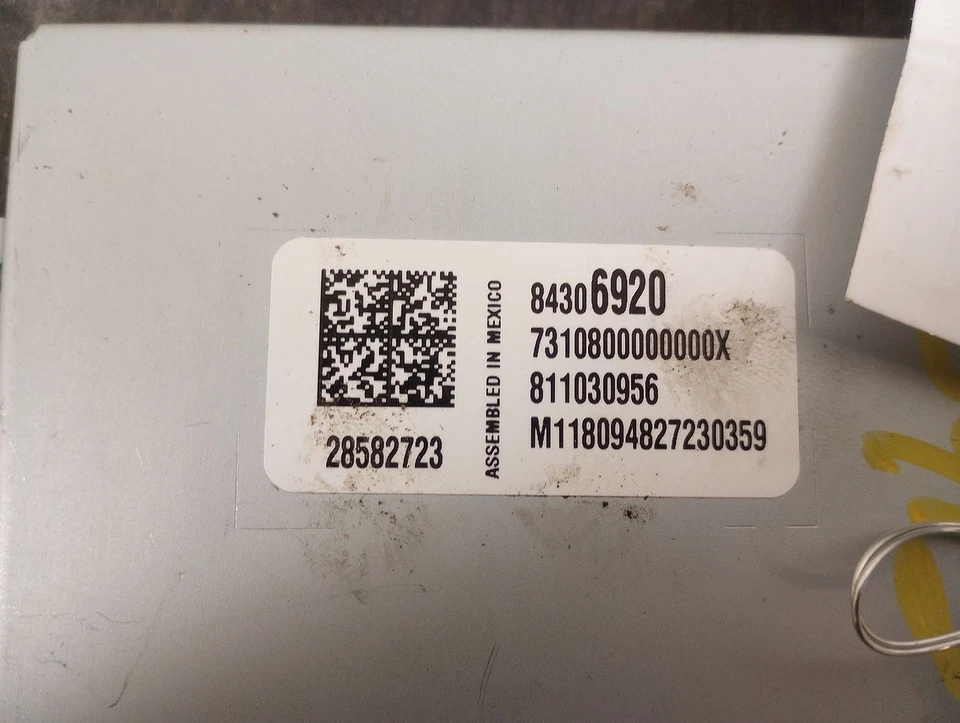 84306920
7310800000000X
811030956
M118094827230359
28582723
ASSEMBLED IN MEXICO